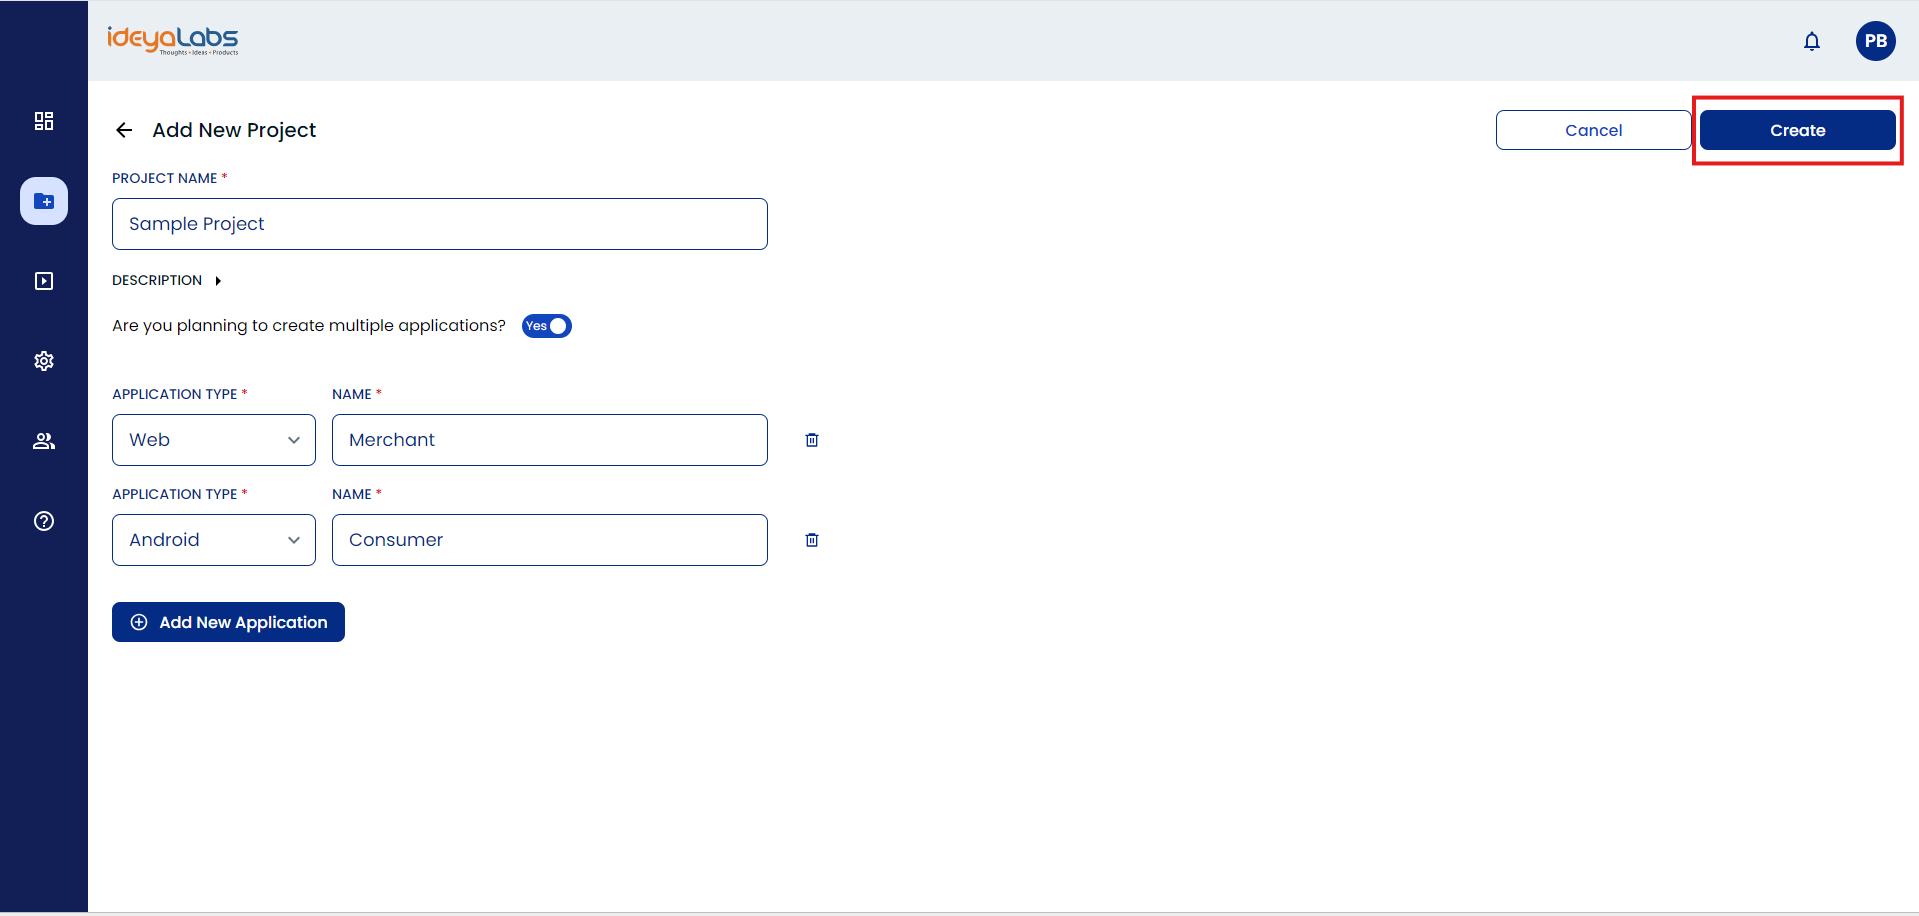 ideyaLabs
Thoughts • Ideas • Products
PB
Add New Project
Cancel
Create
PROJECT NAME *
Sample Project
DESCRIPTION
Are you planning to create multiple applications? Yes
APPLICATION TYPE * NAME *
Web Merchant
APPLICATION TYPE * NAME *
Android Consumer
Add New Application